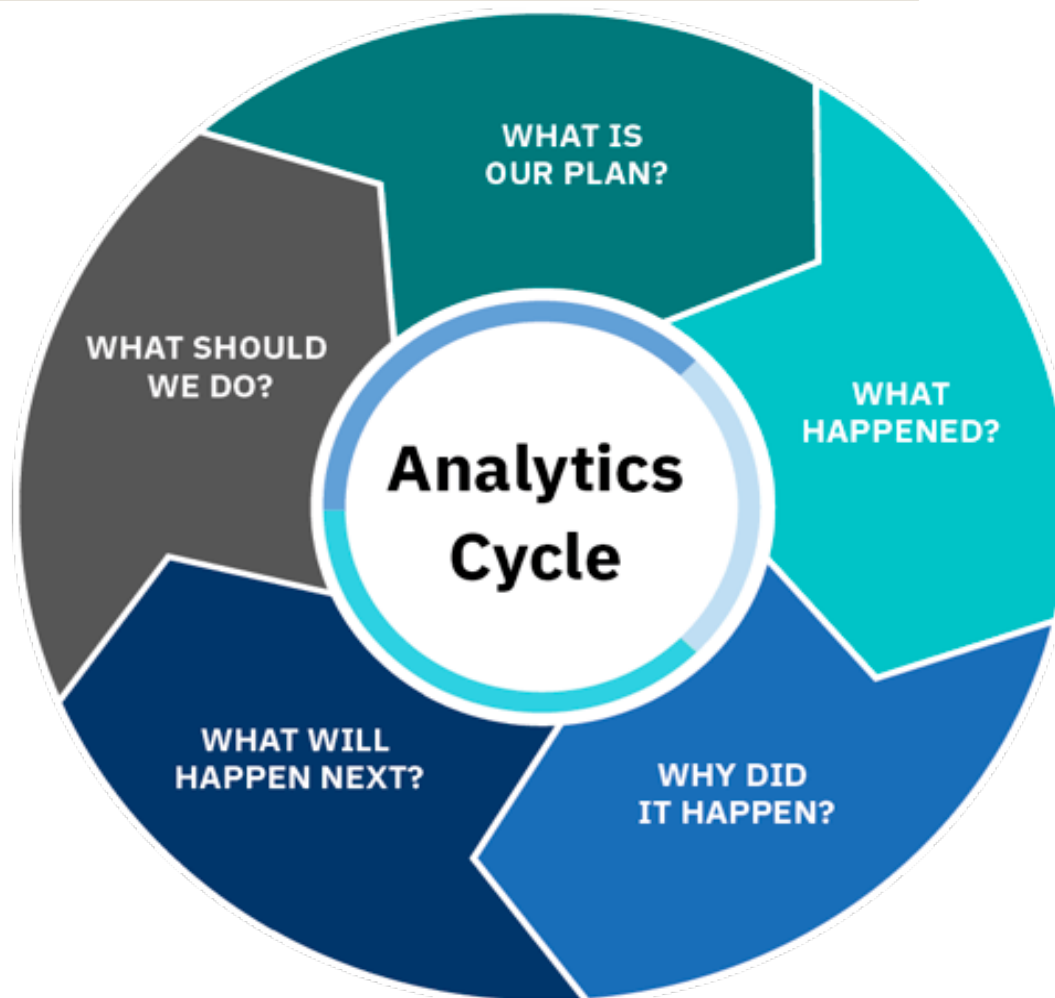 WHAT IS
OUR PLAN?
WHAT
HAPPENED?
WHY DID
IT HAPPEN?
WHAT WILL
HAPPEN NEXT?
WHAT SHOULD
WE DO?
Analytics
Cycle